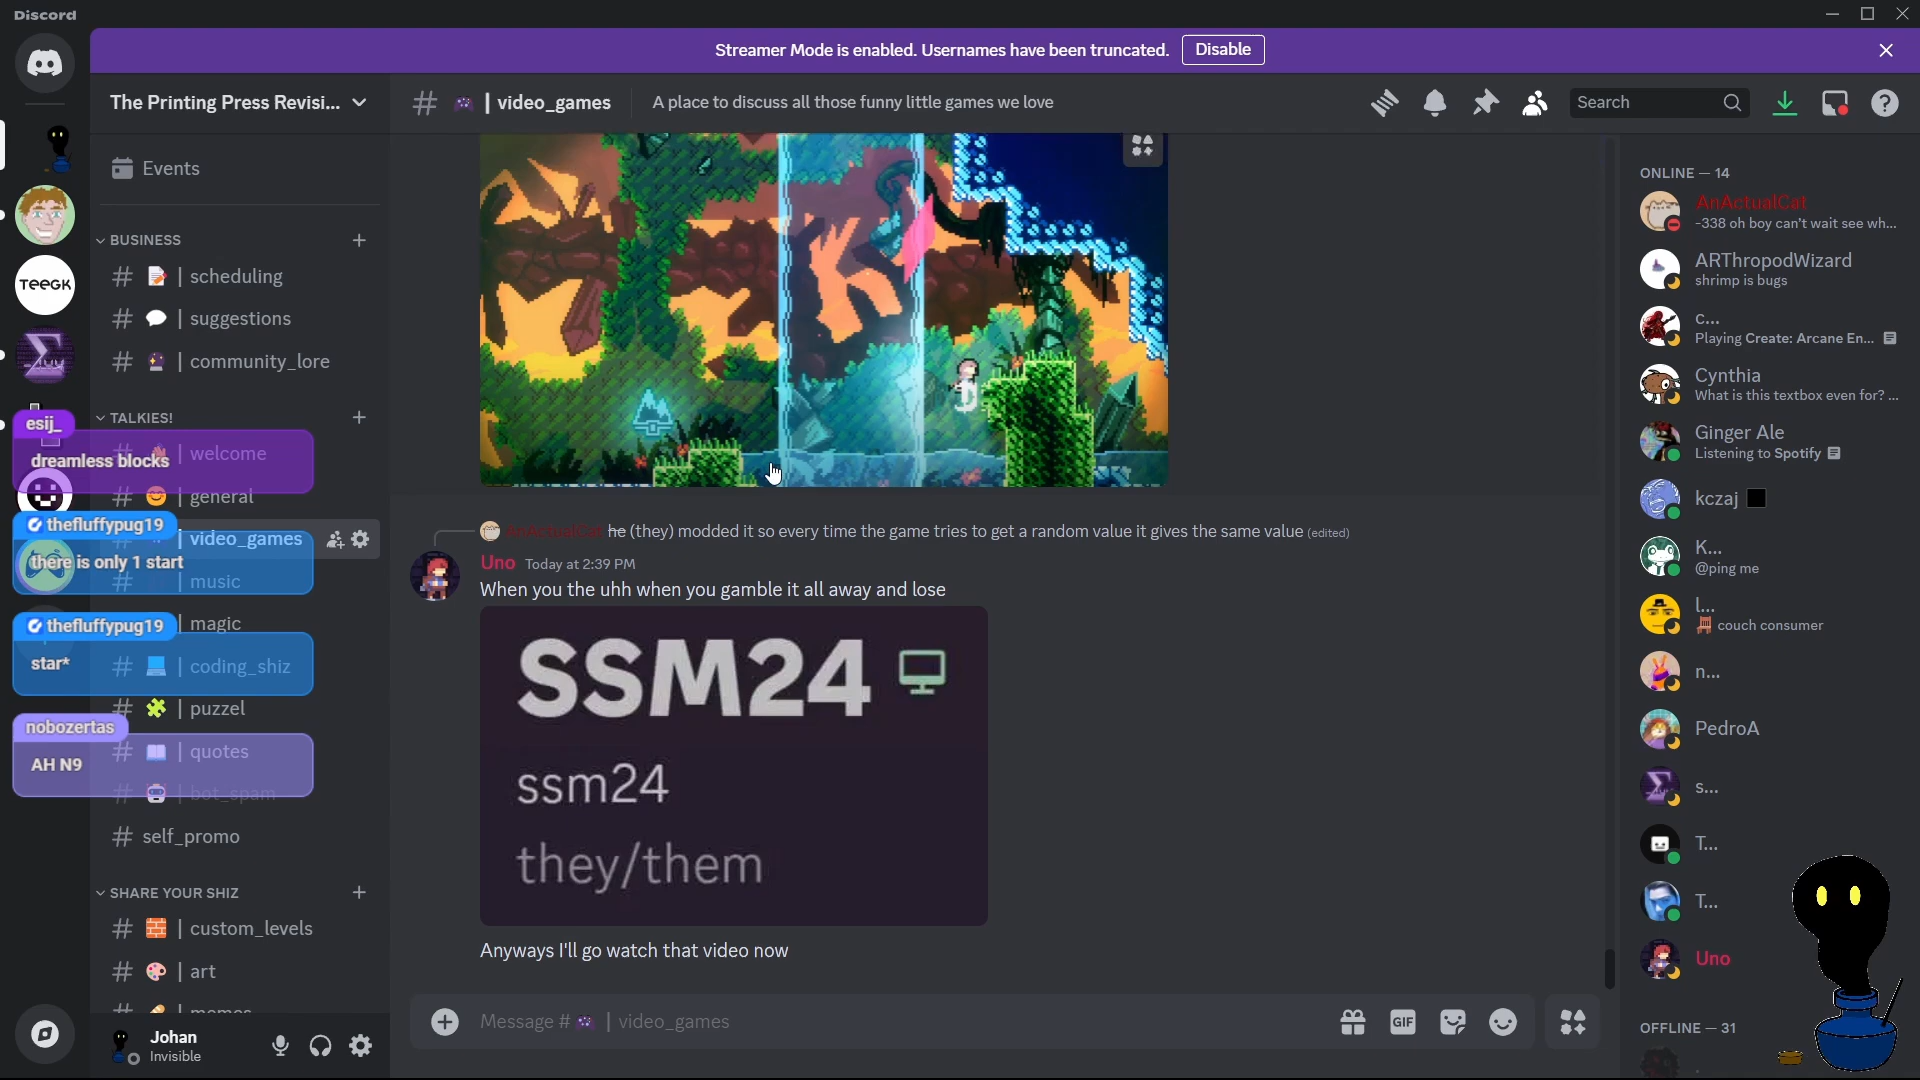 Discord
Streamer Mode is enabled. Usernames have been truncated.
Disable
The Printing Press Revisi...
# | video_games
A place to discuss all those funny little games we love
Search
TEEGK
Events
BUSINESS
# | scheduling
# | suggestions
# | community_lore
TALKIES!
# | welcome
# | general
| video_games
music
magic
# | coding_shiz
# | puzzel
# | quotes
# | bot_spam
# self_promo
SHARE YOUR SHIZ
# | custom_levels
# | art
# | memes
esij_
dreamless blocks
thefluffypug19
there is only 1 start
thefluffypug19
star*
nobozertas
AH N9
Johan
Invisible
AnActualCat he (they) modded it so every time the game tries to get a random value it gives the same value (edited)
Uno Today at 2:39 PM
When you the uhh when you gamble it all away and lose
SSM24
ssm24
they/them
Anyways I'll go watch that video now
Message # | video_games
GIF
ONLINE — 14
AnActualCat
-338 oh boy can't wait see wh...
ARThropodWizard
shrimp is bugs
c...
Playing Create: Arcane En...
Cynthia
What is this textbox even for? ...
Ginger Ale
Listening to Spotify
kczaj
K...
@ping me
l...
couch consumer
n...
PedroA
s...
T...
T...
Uno
OFFLINE — 31